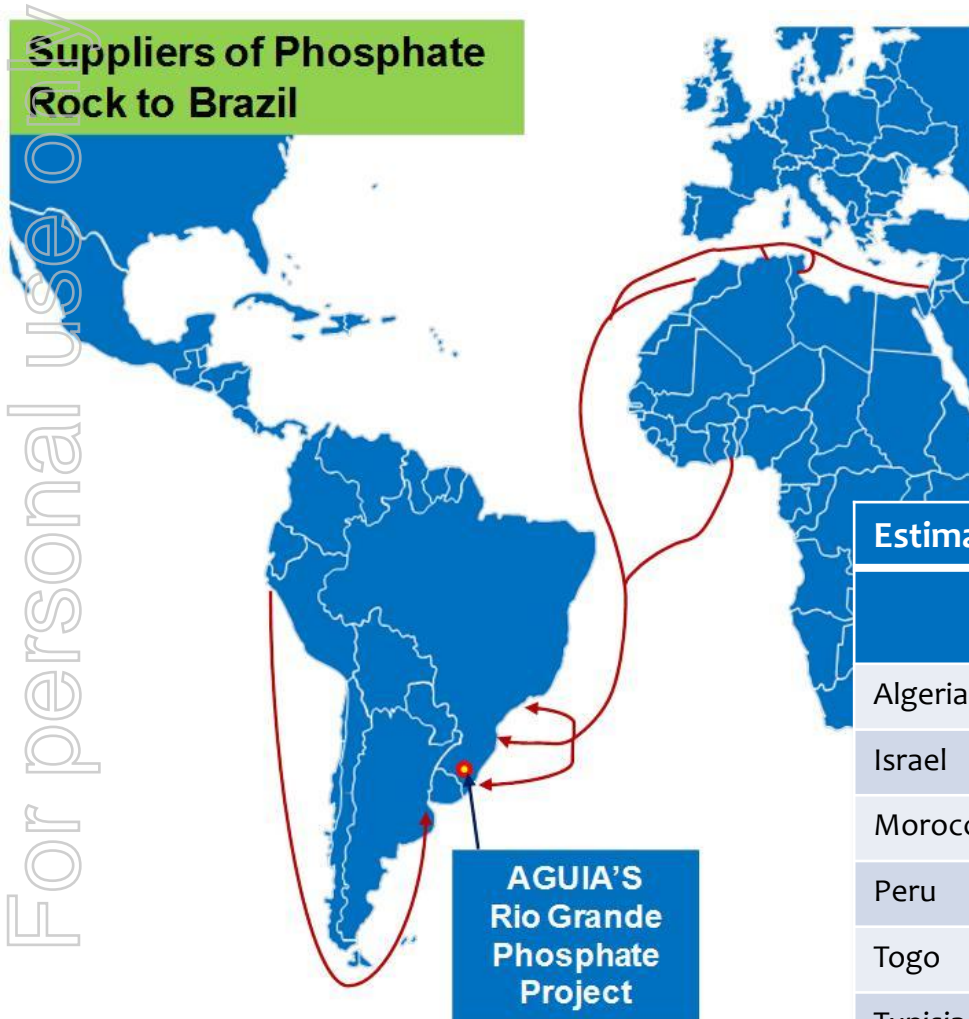 Suppliers of Phosphate
Rock to Brazil
For personal use only
Algeria
Israel
Peru
Togo
AGUIA'S
Rio Grande
Phosphate
Project